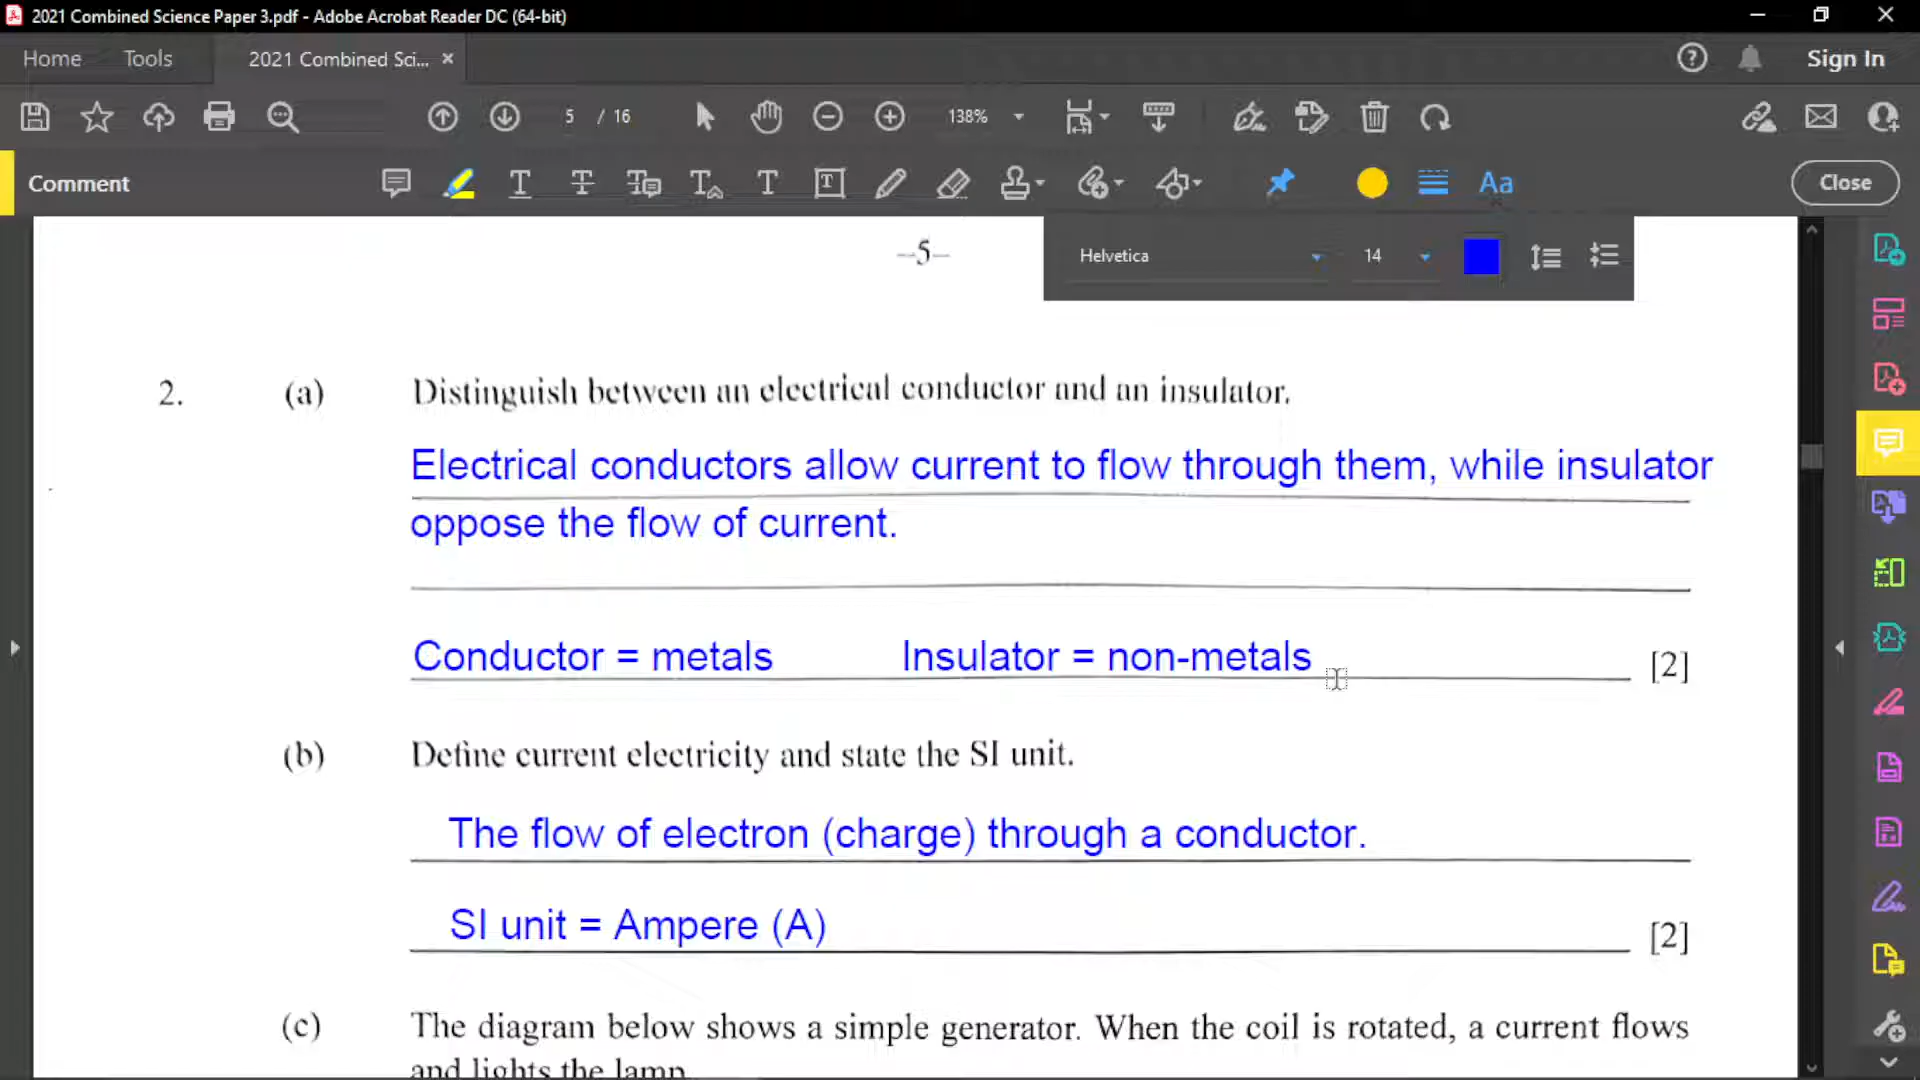 2021 Combined Science Paper 3.pdf - Adobe Acrobat Reader DC (64-bit)
Home Tools 2021 Combined Sci... × Sign In
5 / 16 138%
Comment Close
Helvetica 14
–5–
2. (a) Distinguish between an electrical conductor and an insulator.
Electrical conductors allow current to flow through them, while insulator
oppose the flow of current.
Conductor = metals Insulator = non-metals [2]
(b) Define current electricity and state the SI unit.
The flow of electron (charge) through a conductor.
SI unit = Ampere (A) [2]
(c) The diagram below shows a simple generator. When the coil is rotated, a current flows
and lights the lamp.